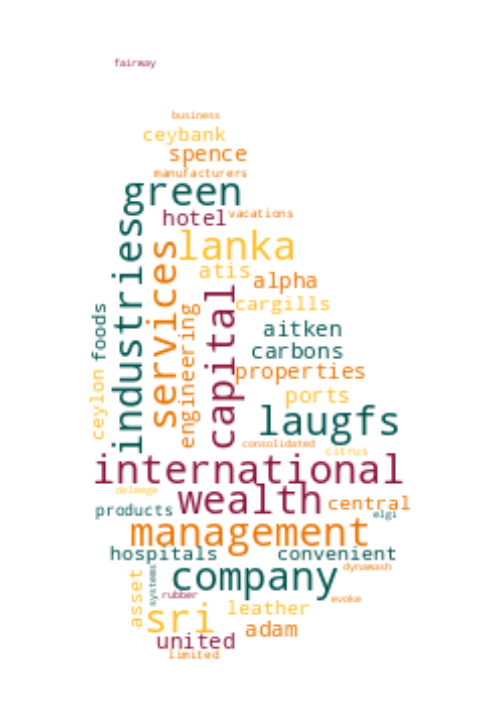 fairway
business
ceybank
spence
manufacturers
green
hotel
vacations
industries
services
lanka
atis
alpha
capital
cargills
engineering
foods
aitken
carbons
properties
ceylon
ports
laugfs
consolidated
citrus
international
delmege
wealth
central
products
elgi
management
hospitals
convenient
company
dynawash
asset
systems
rubber
evoke
leather
sri
adam
united
limited